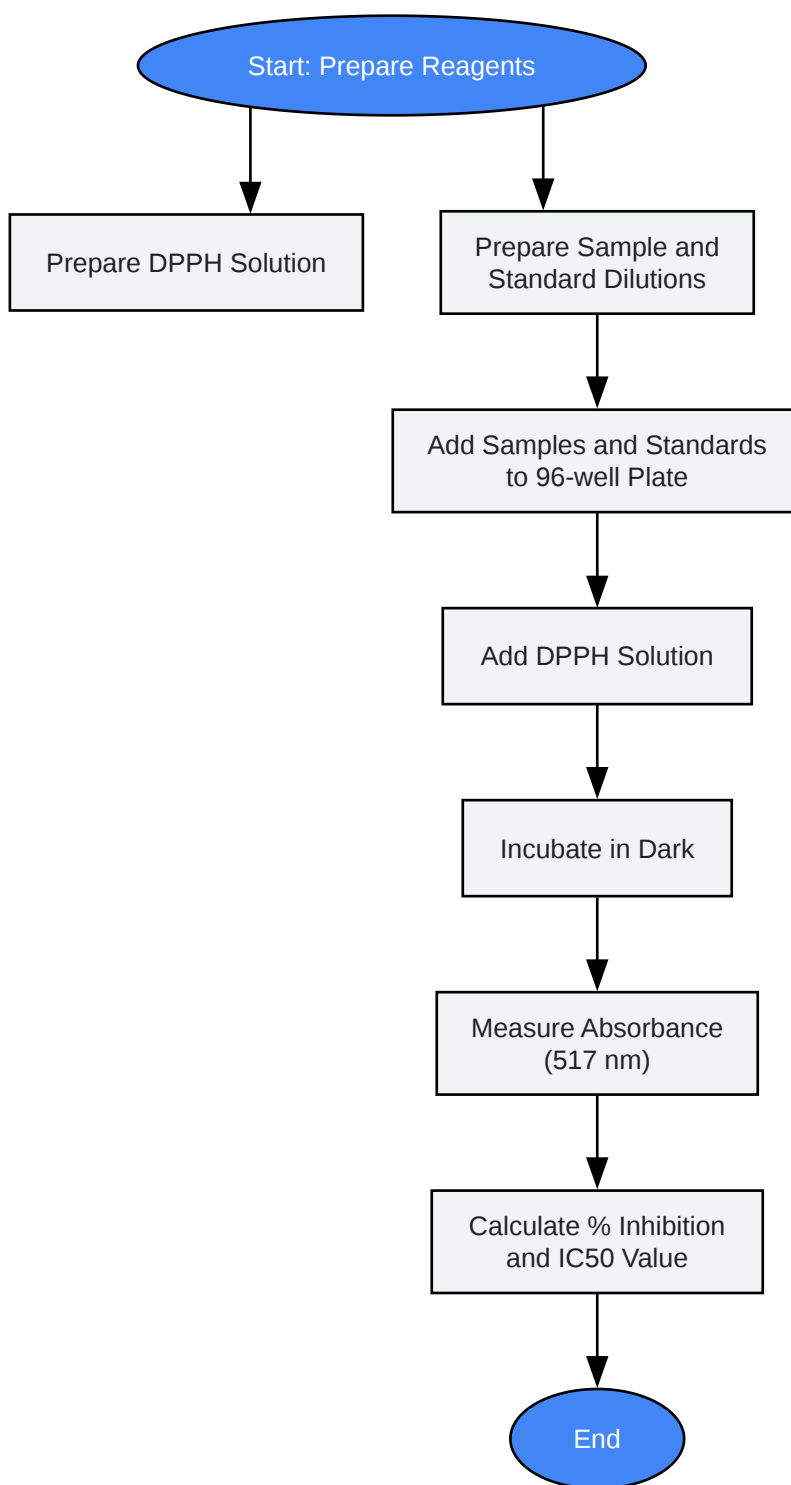 Start: Prepare Reagents
Prepare DPPH Solution
Prepare Sample and
Standard Dilutions
Add Samples and Standards
to 96-well Plate
Add DPPH Solution
Incubate in Dark
Measure Absorbance
(517 nm)
Calculate % Inhibition
and IC50 Value
End